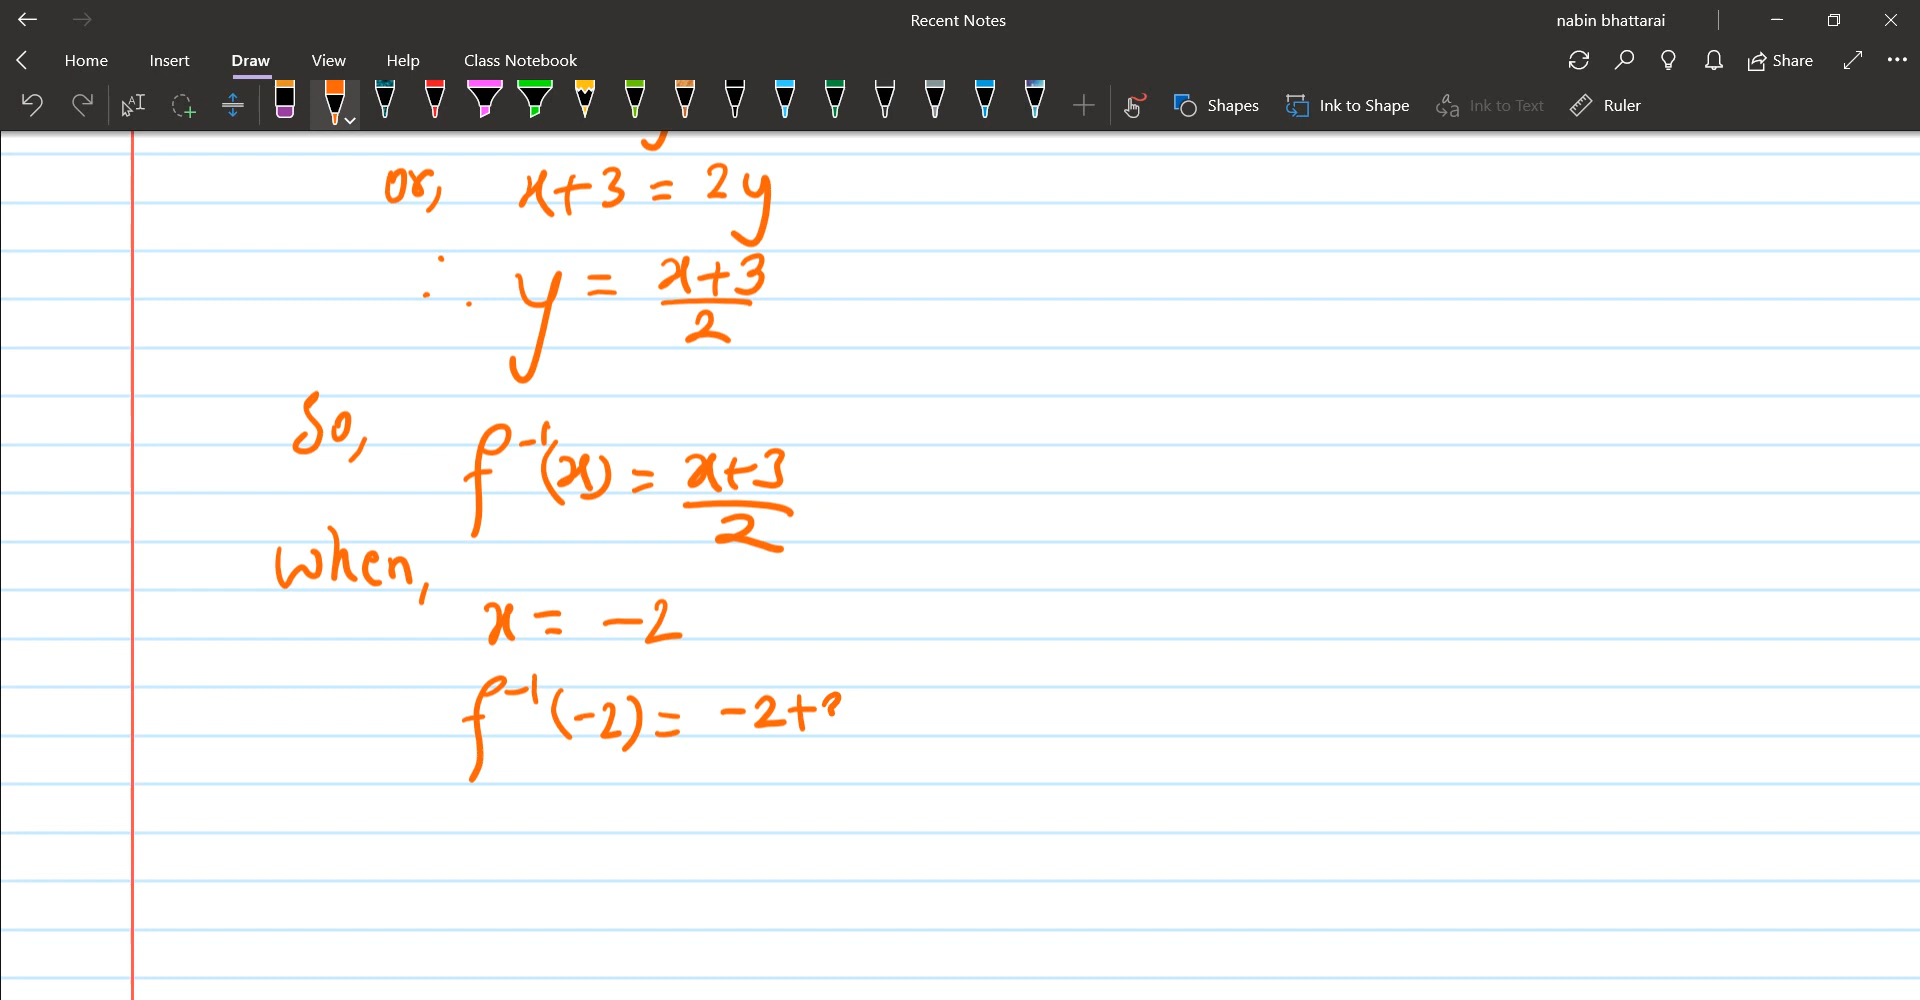 Recent Notes nabin bhattarai
Home Insert Draw View Help Class Notebook Share
Shapes Ink to Shape Ink to Text Ruler
or, x+3 = 2y
∴ y = x+3
2
So, f⁻¹(x) = x+3
2
when,
x = -2
f⁻¹(-2) = -2+